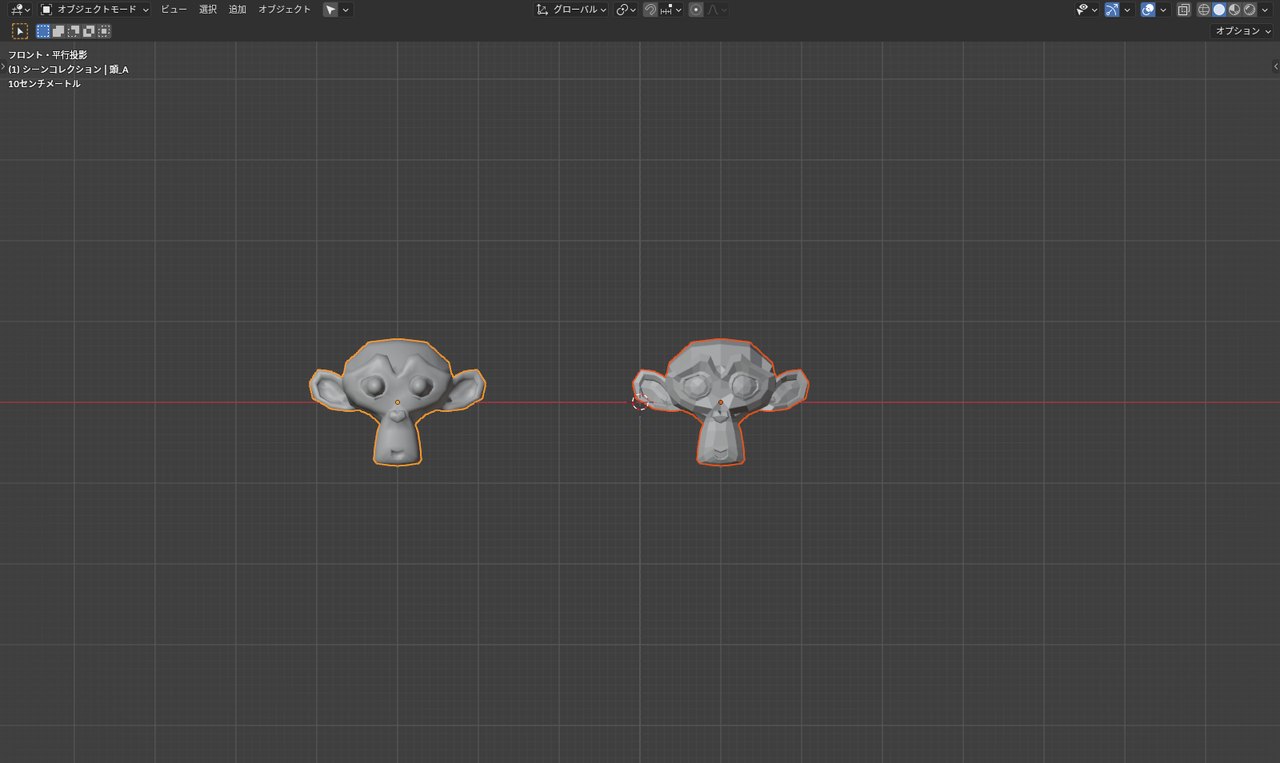 オブジェクトモード ビュー 選択 追加 オブジェクト グローバル
オプション
フロント・平行投影
(1) シーンコレクション | 頭_A
10センチメートル